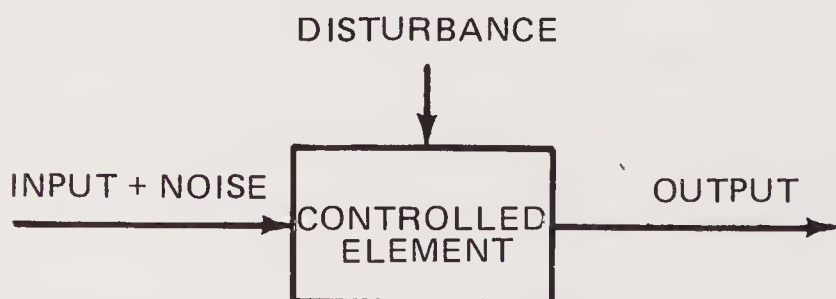 DISTURBANCE
INPUT + NOISE
CONTROLLED
ELEMENT
OUTPUT